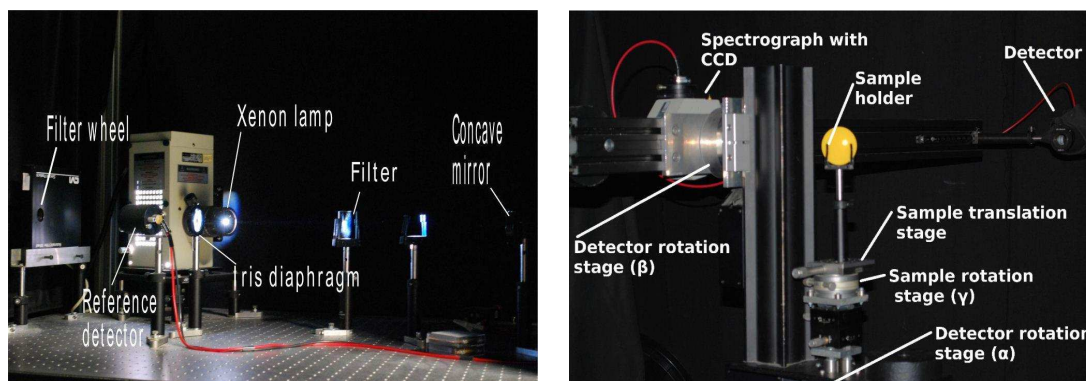 Filter wheel
Xenon lamp
Concave
mirror
Filter
Iris diaphragm
Reference
detector
Spectrograph with
CCD
Detector
Sample
holder
Detector rotation
stage (β)
Sample translation
stage
Sample rotation
stage (γ)
Detector rotation
stage (α)